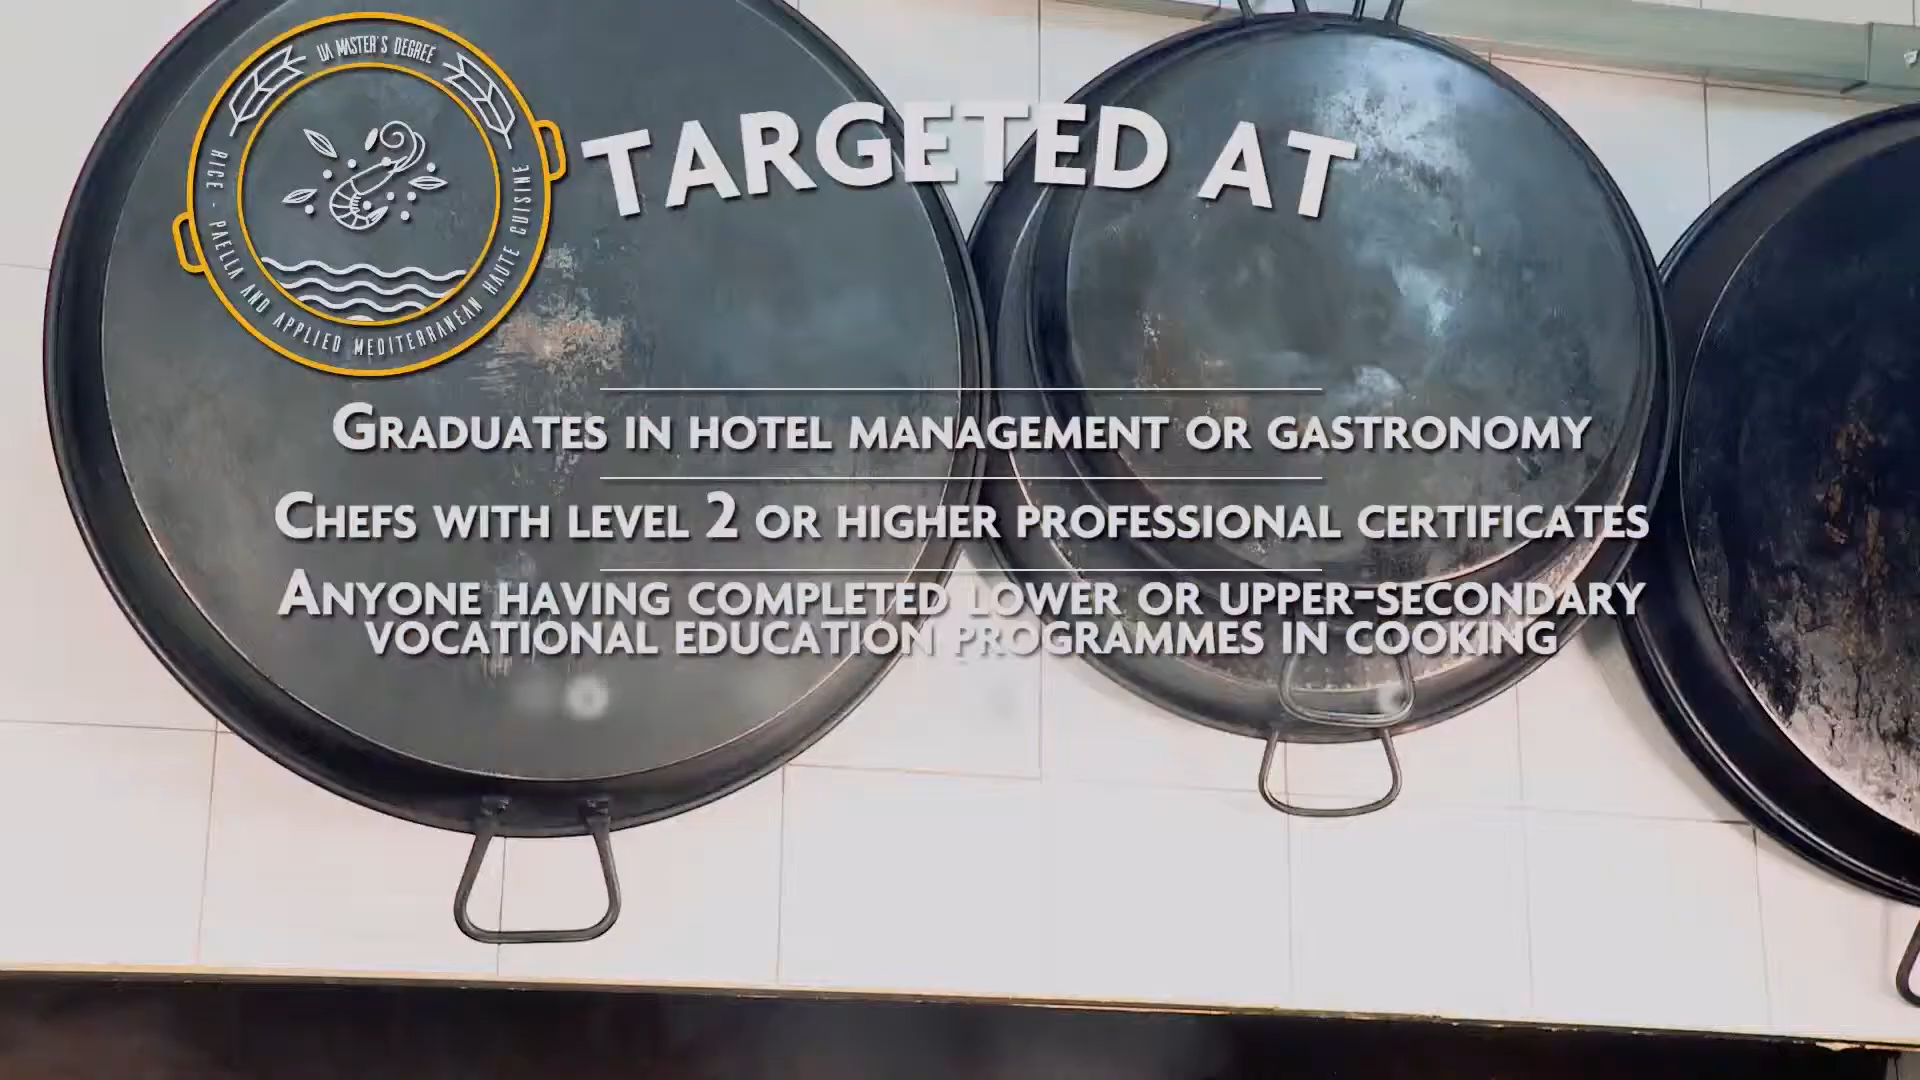 UA MASTER'S DEGREE
RICE - PAELLA AND APPLIED MEDITERRANEAN HAUTE CUISINE
TARGETED AT
GRADUATES IN HOTEL MANAGEMENT OR GASTRONOMY
CHEFS WITH LEVEL 2 OR HIGHER PROFESSIONAL CERTIFICATES
ANYONE HAVING COMPLETED LOWER OR UPPER-SECONDARY
VOCATIONAL EDUCATION PROGRAMMES IN COOKING